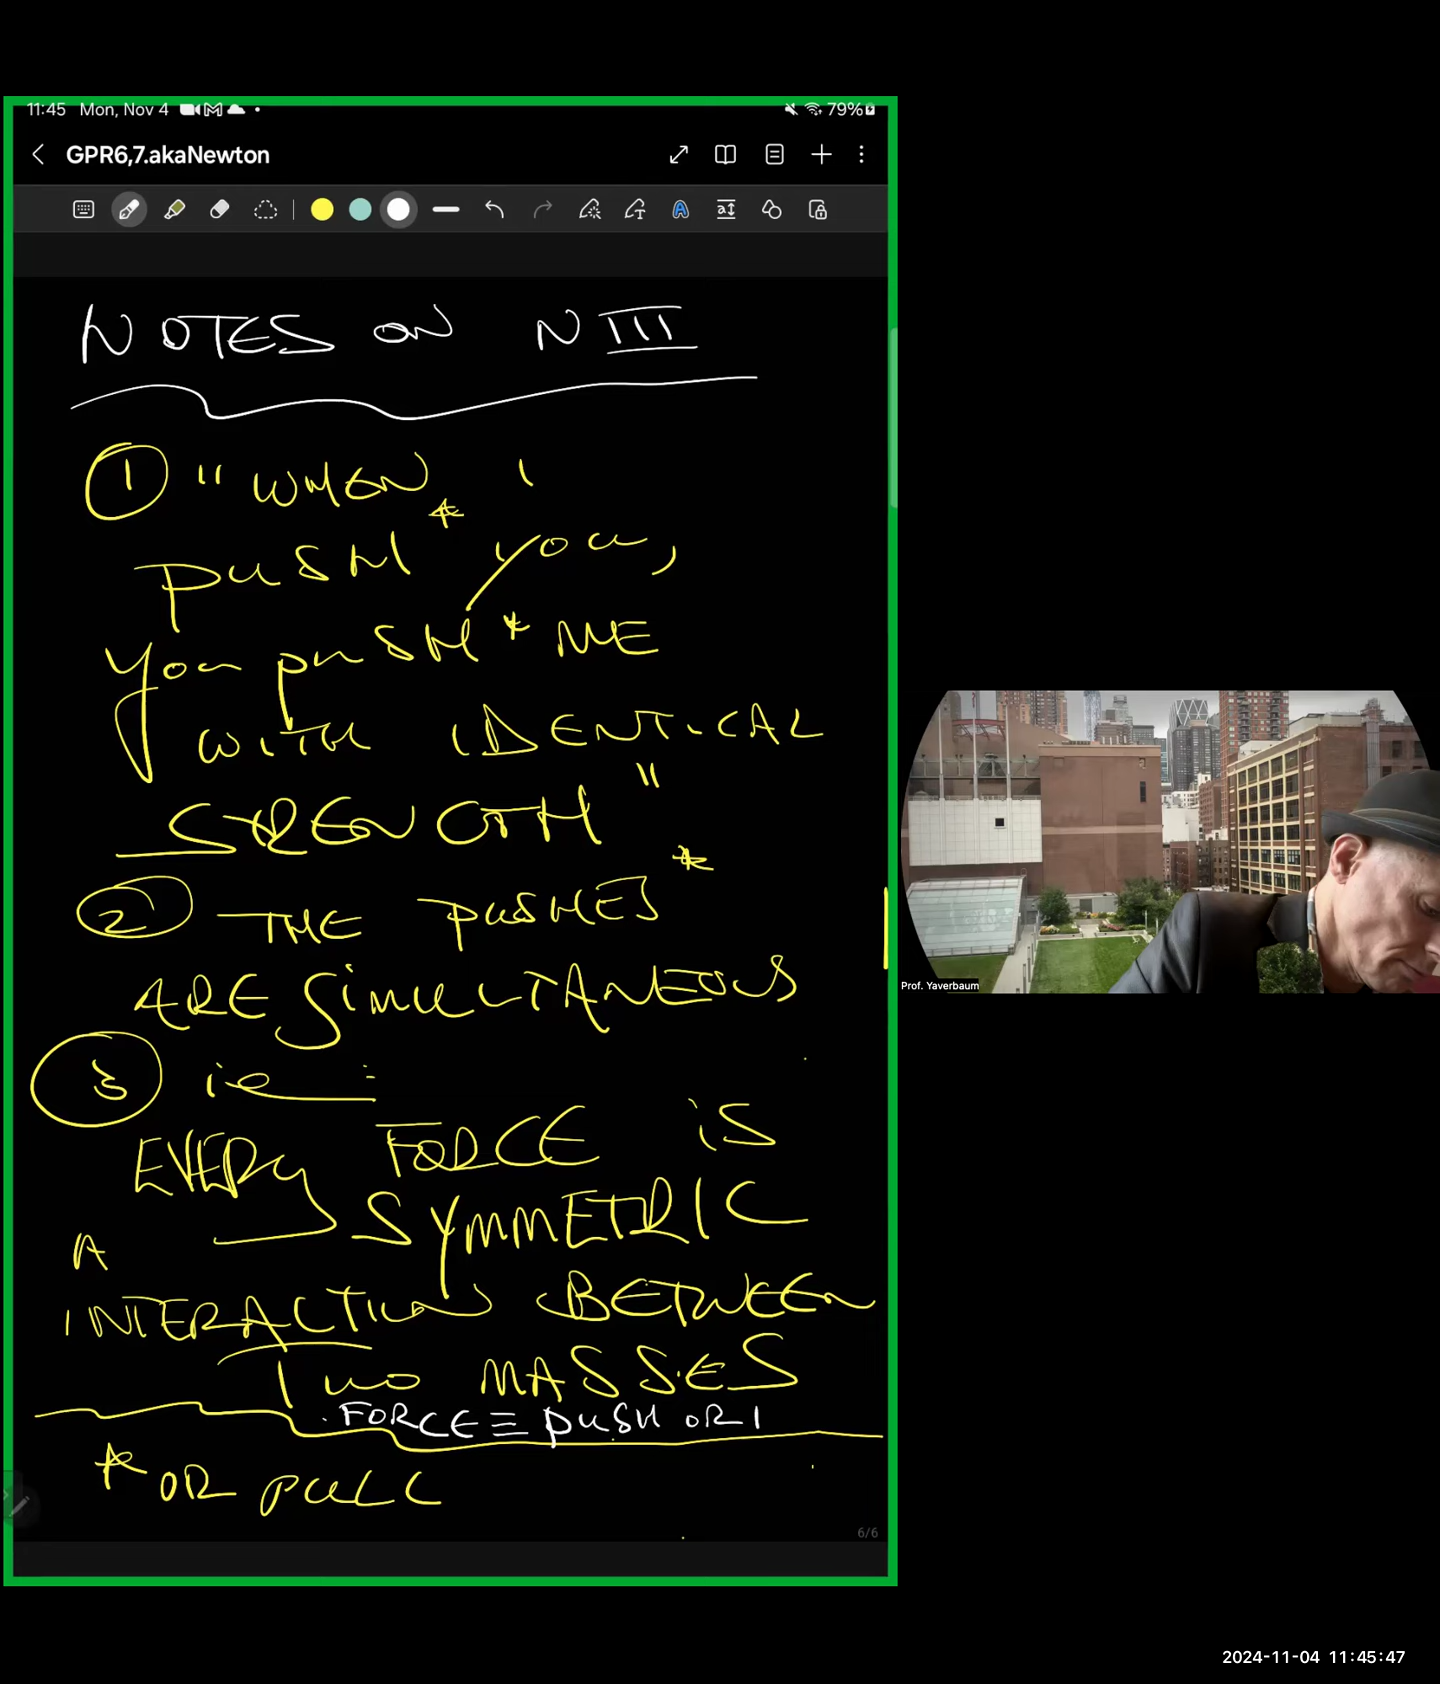 11:45 Mon, Nov 4 79%
GPR6,7.akaNewton
NOTES ON N III
1 "WHEN I
PUSH* you,
you PUSH* ME
WITH IDENTICAL
STRENGTH"
2 THE PUSHES*
ARE SIMULTANEOUS
3 ie:
EVERY FORCE is
A SYMMETRIC
INTERACTION BETWEEN
TWO MASSES
FORCE ≡ PUSH OR
* OR PULL
6/6
Prof. Yaverbaum
2024-11-04 11:45:47